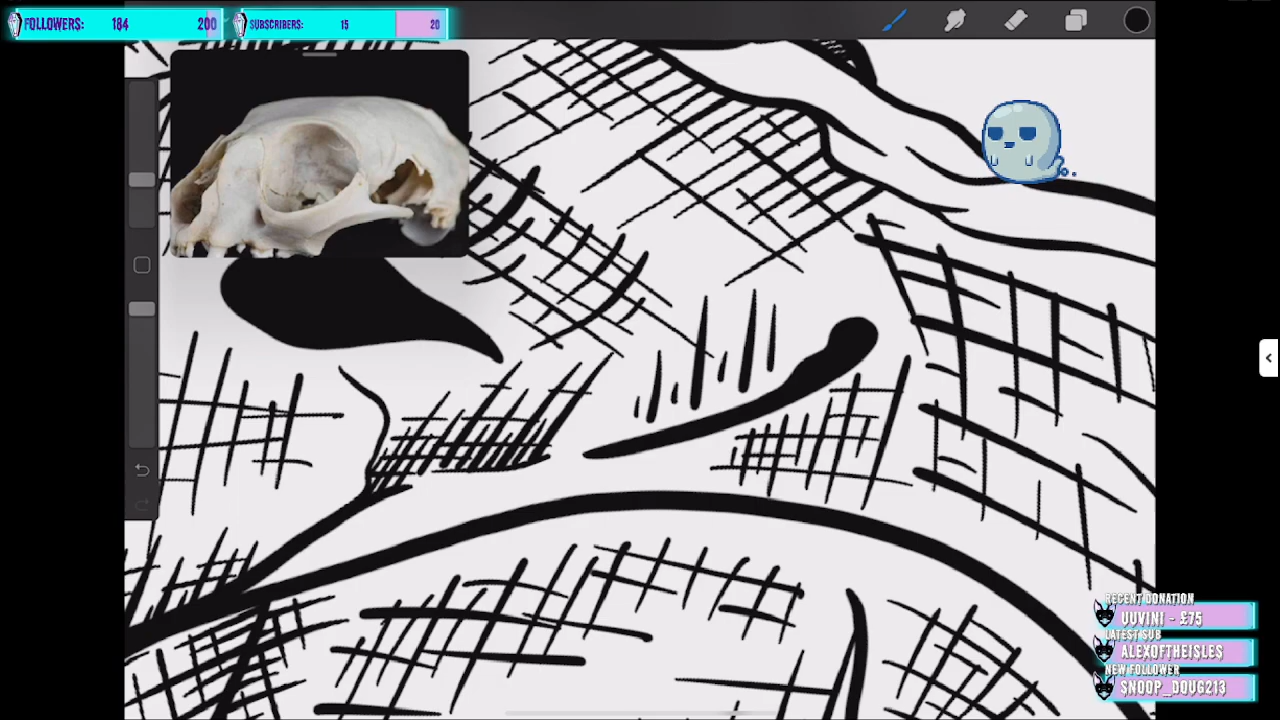 FOLLOWERS: 184 200
SUBSCRIBERS: 15 20
RECENT DONATION
UUVINI - £75
LATEST SUB
ALEXOFTHEISLES
NEW FOLLOWER
SNOOP_DOUG213